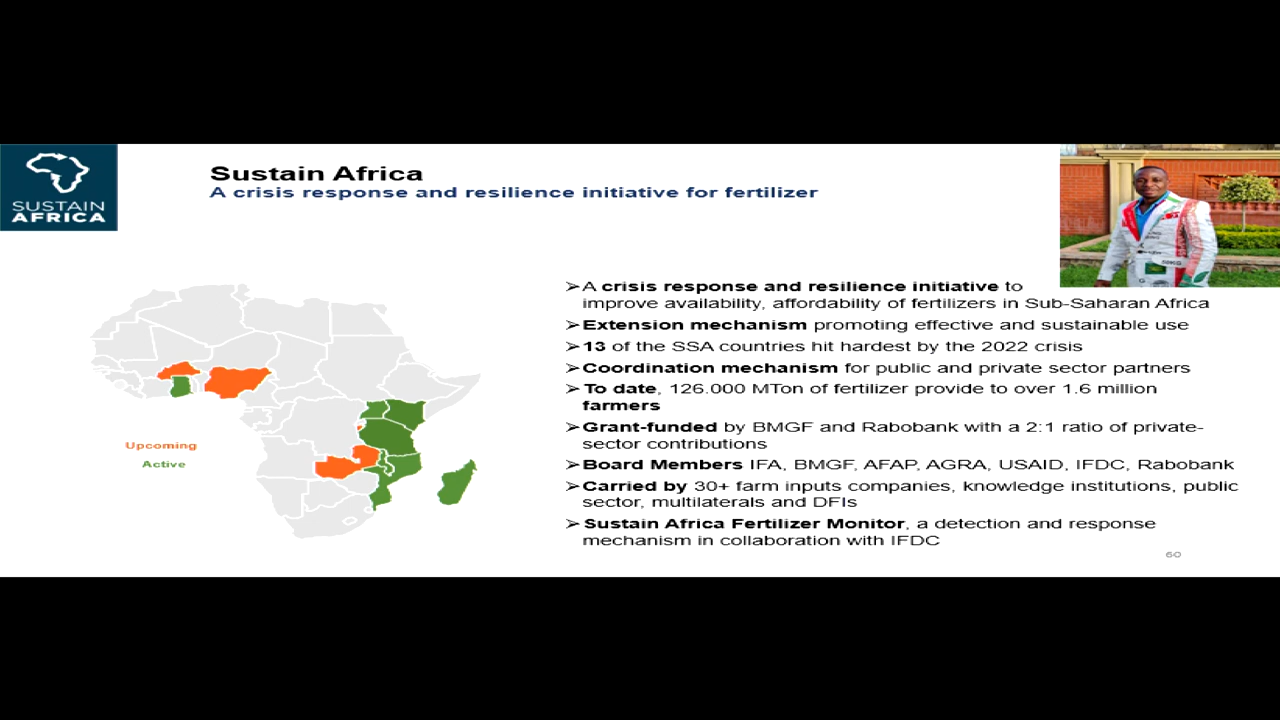 SUSTAIN
AFRICA
Sustain Africa
A crisis response and resilience initiative for fertilizer
Upcoming
Active
➢A crisis response and resilience initiative to
improve availability, affordability of fertilizers in Sub-Saharan Africa
➢Extension mechanism promoting effective and sustainable use
➢13 of the SSA countries hit hardest by the 2022 crisis
➢Coordination mechanism for public and private sector partners
➢To date, 126.000 MTon of fertilizer provide to over 1.6 million
farmers
➢Grant-funded by BMGF and Rabobank with a 2:1 ratio of private-
sector contributions
➢Board Members IFA, BMGF, AFAP, AGRA, USAID, IFDC, Rabobank
➢Carried by 30+ farm inputs companies, knowledge institutions, public
sector, multilaterals and DFIs
➢Sustain Africa Fertilizer Monitor, a detection and response
mechanism in collaboration with IFDC
60